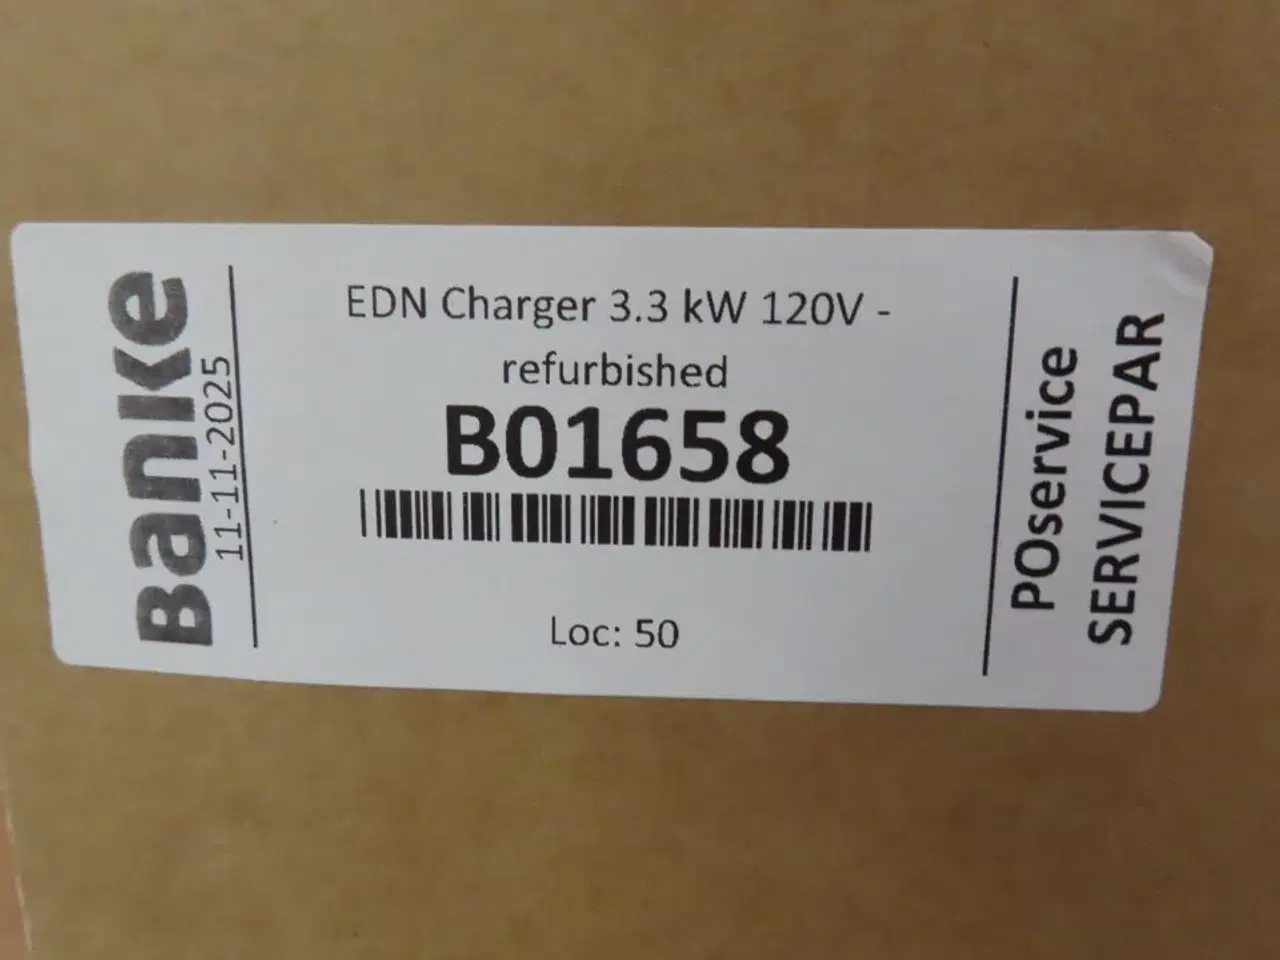 Banke
11-11-2025
EDN Charger 3.3 kW 120V -
refurbished
B01658
Loc: 50
POservice
SERVICEPAR